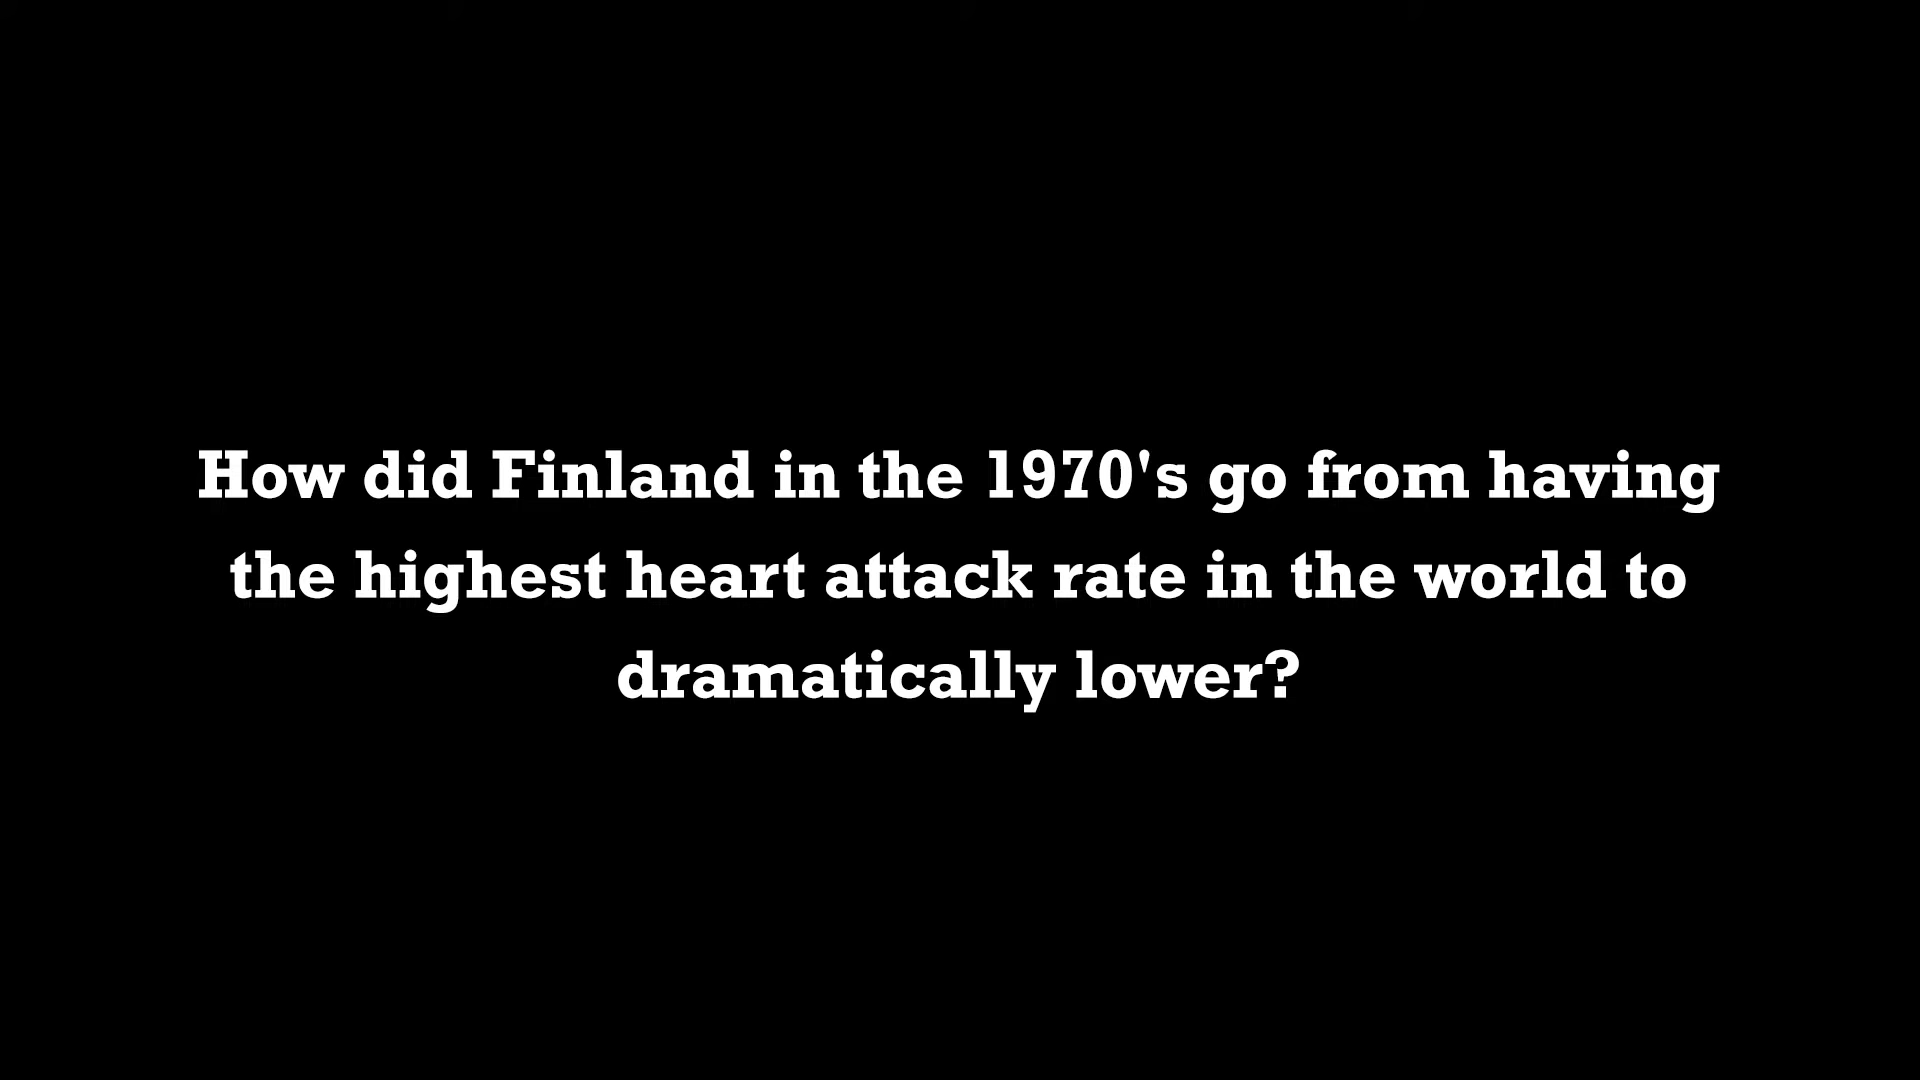 How did Finland in the 1970's go from having
the highest heart attack rate in the world to
dramatically lower?